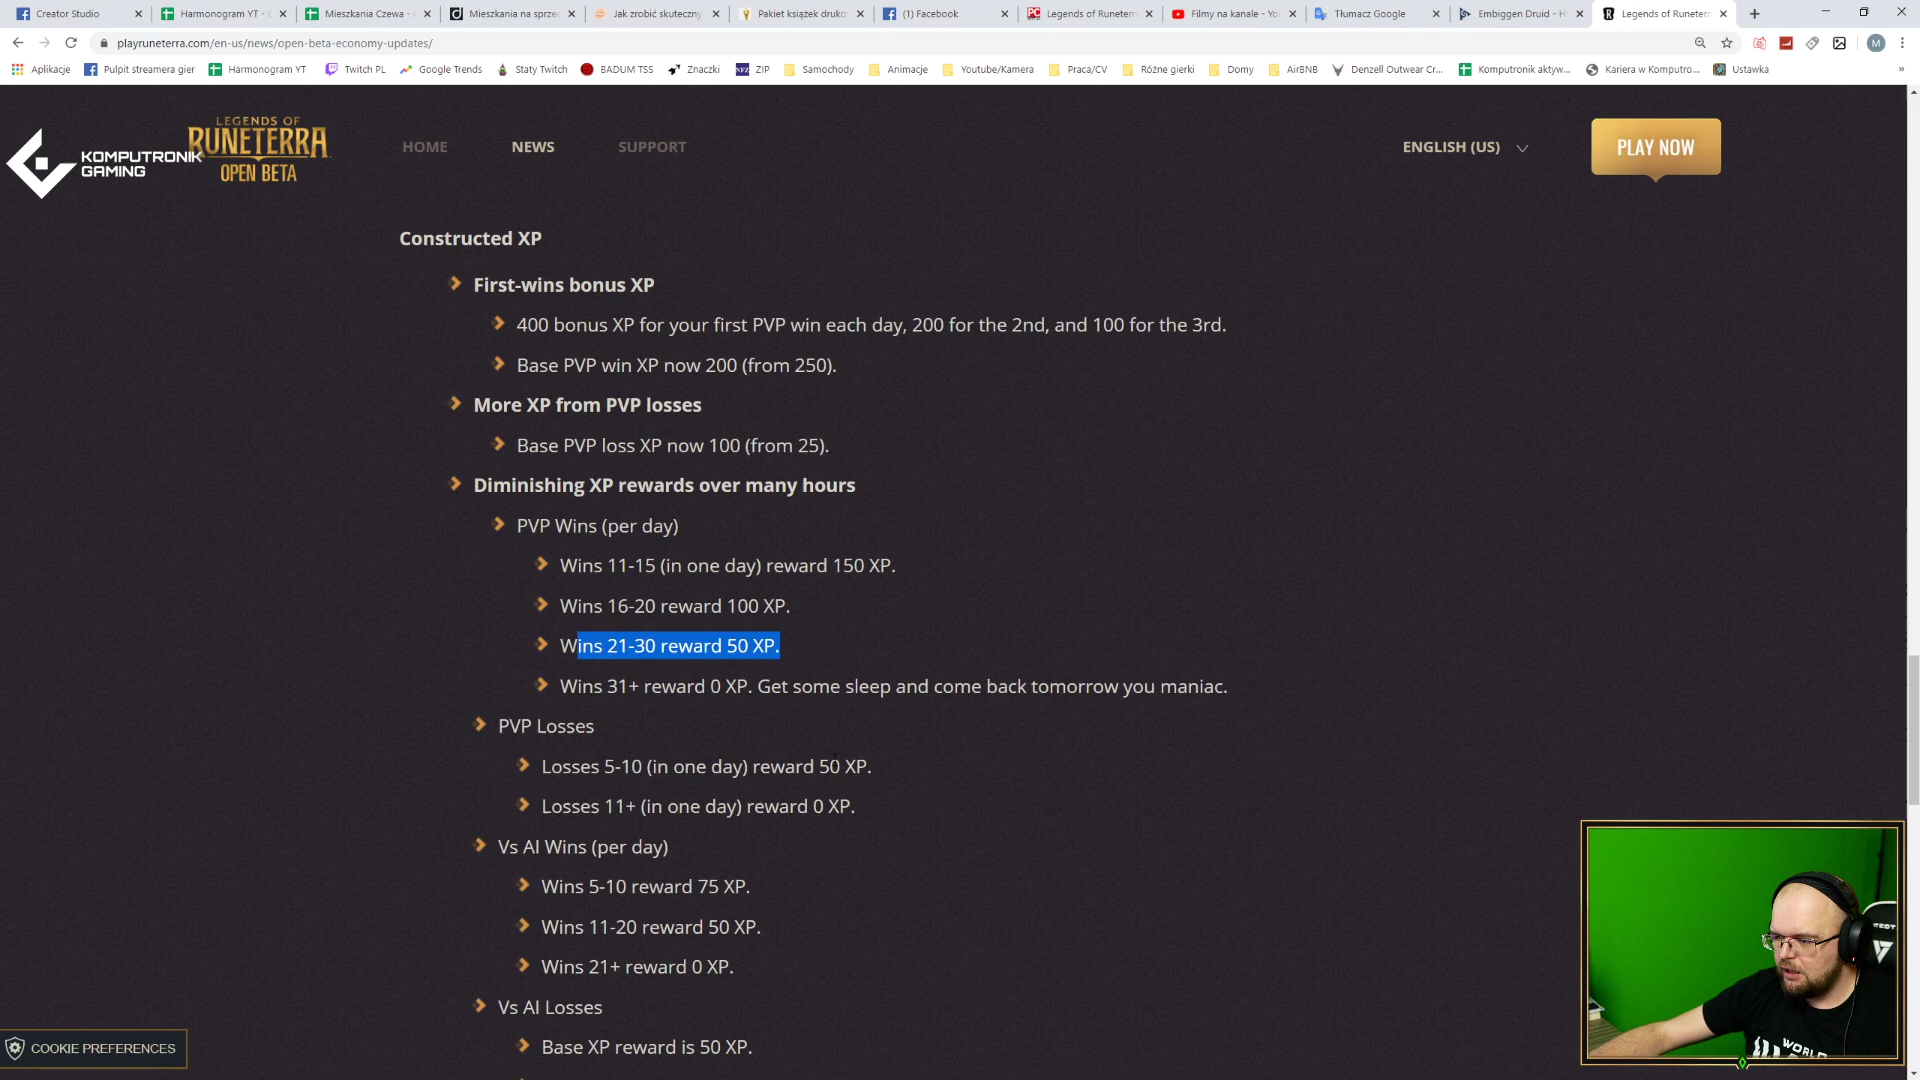 Creator Studio
Harmonogram YT - 
Mieszkania Czewa - 
Mieszkania na sprze
Jak zrobić skuteczny
Pakiet książek druko
(1) Facebook
Legends of Runeterr
Filmy na kanale - Yo
Tłumacz Google
Embiggen Druid - H
Legends of Runeterr
playruneterra.com/en-us/news/open-beta-economy-updates/
M
Aplikacje
Pulpit streamera gier
Harmonogram YT
Twitch PL
Google Trends
Staty Twitch
BADUM TSS
Znaczki
ZIP
Samochody
Animacje
Youtube/Kamera
Praca/CV
Różne gierki
Domy
AirBNB
Denzell Outwear Cr...
Komputronik aktyw...
Kariera w Komputro...
Ustawka
KOMPUTRONIK
GAMING
LEGENDS OF
RUNETERRA
OPEN BETA
HOME
NEWS
SUPPORT
ENGLISH (US)
PLAY NOW
Constructed XP
First-wins bonus XP
400 bonus XP for your first PVP win each day, 200 for the 2nd, and 100 for the 3rd.
Base PVP win XP now 200 (from 250).
More XP from PVP losses
Base PVP loss XP now 100 (from 25).
Diminishing XP rewards over many hours
PVP Wins (per day)
Wins 11-15 (in one day) reward 150 XP.
Wins 16-20 reward 100 XP.
Wins 21-30 reward 50 XP.
Wins 31+ reward 0 XP. Get some sleep and come back tomorrow you maniac.
PVP Losses
Losses 5-10 (in one day) reward 50 XP.
Losses 11+ (in one day) reward 0 XP.
Vs AI Wins (per day)
Wins 5-10 reward 75 XP.
Wins 11-20 reward 50 XP.
Wins 21+ reward 0 XP.
Vs AI Losses
Base XP reward is 50 XP.
COOKIE PREFERENCES
WORLD